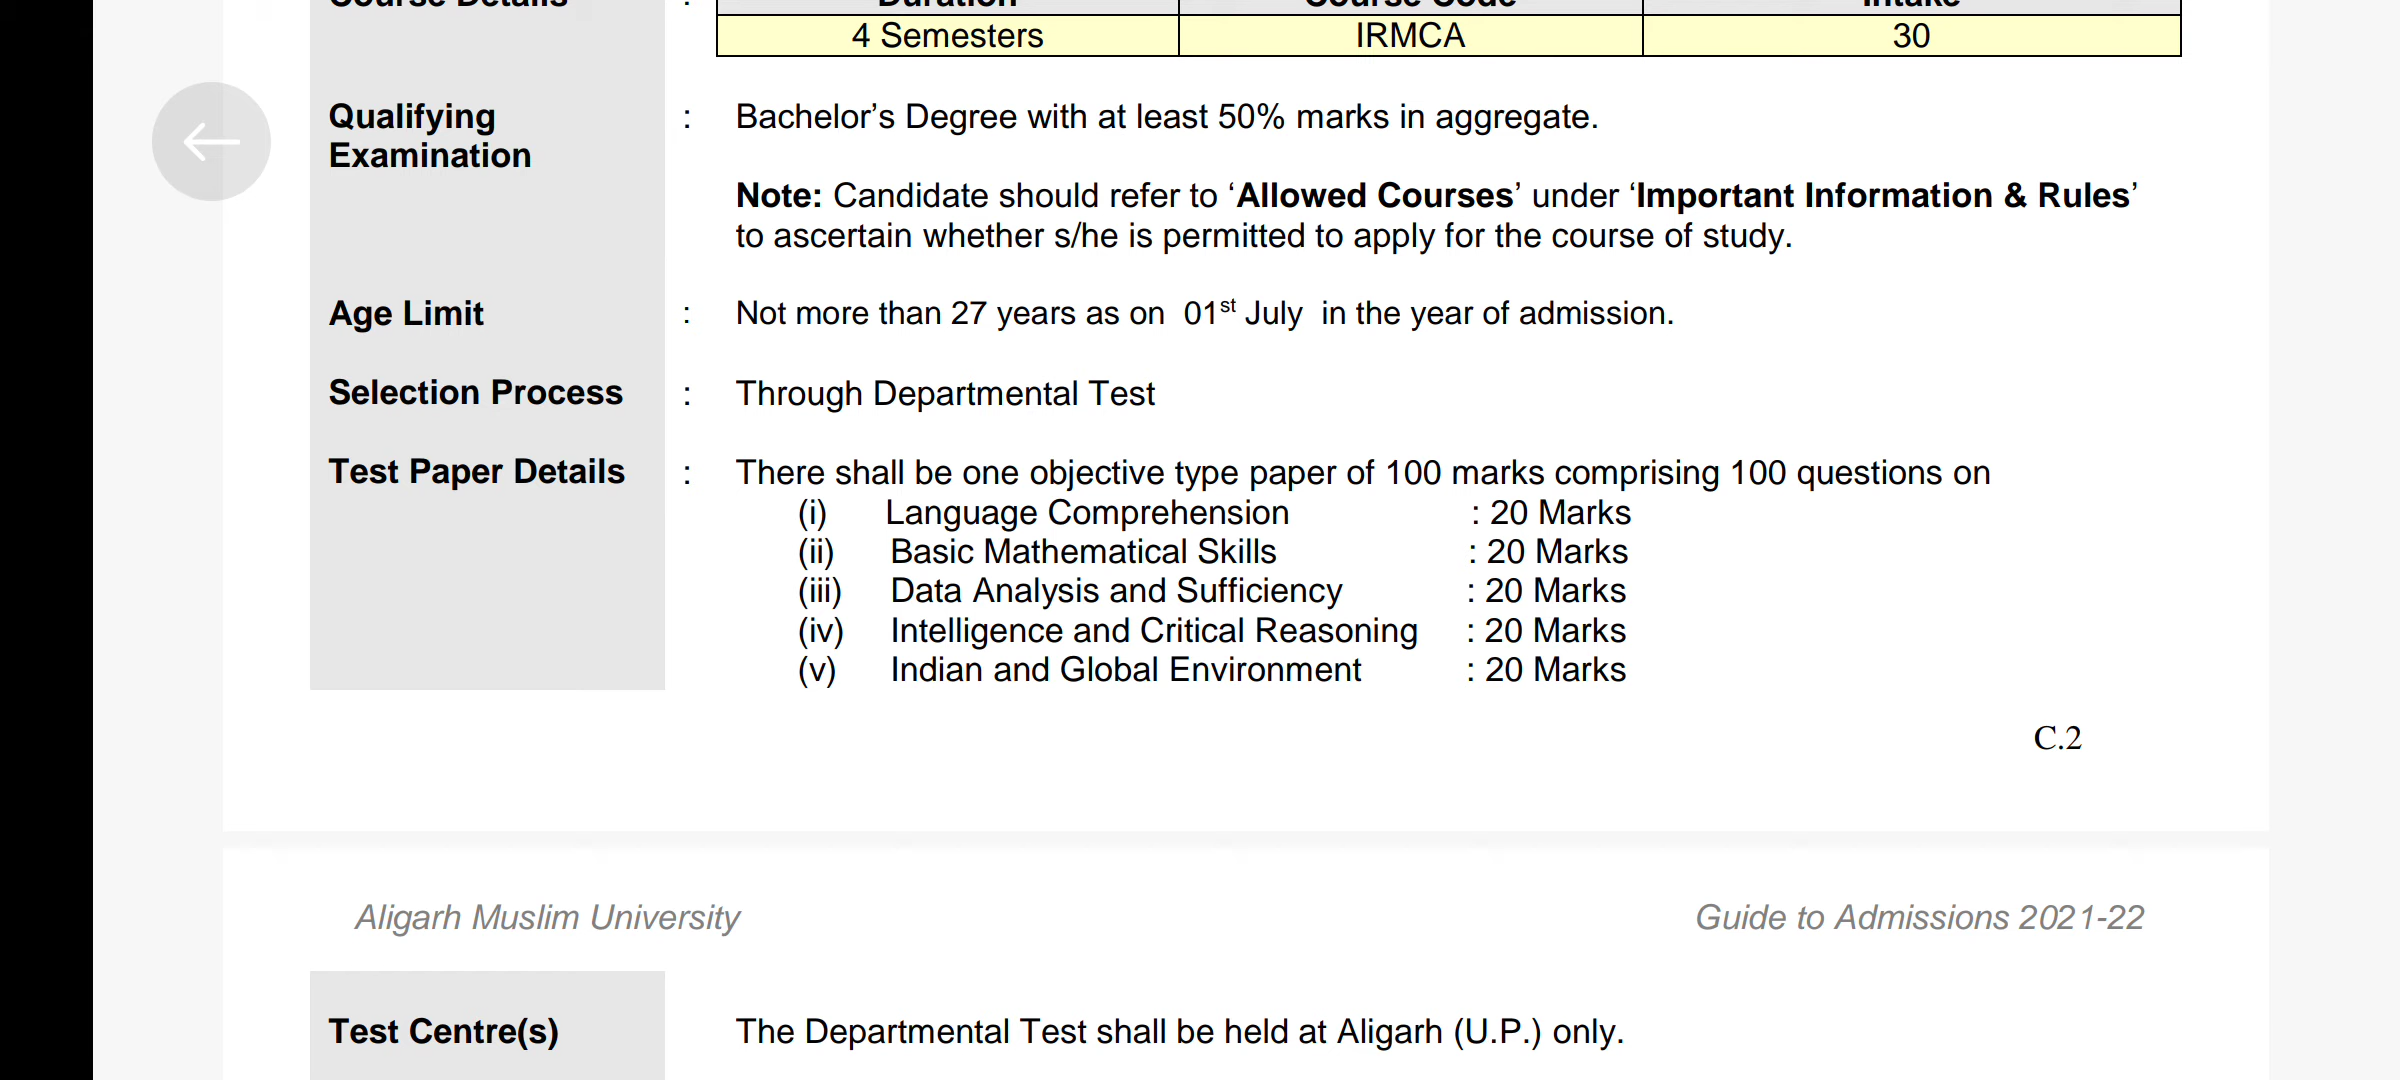 Course Details : Duration Course Code Intake
4 Semesters IRMCA 30
Qualifying Examination : Bachelor’s Degree with at least 50% marks in aggregate.
Note: Candidate should refer to ‘Allowed Courses’ under ‘Important Information & Rules’
to ascertain whether s/he is permitted to apply for the course of study.
Age Limit : Not more than 27 years as on 01st July in the year of admission.
Selection Process : Through Departmental Test
Test Paper Details : There shall be one objective type paper of 100 marks comprising 100 questions on
(i) Language Comprehension : 20 Marks
(ii) Basic Mathematical Skills : 20 Marks
(iii) Data Analysis and Sufficiency : 20 Marks
(iv) Intelligence and Critical Reasoning : 20 Marks
(v) Indian and Global Environment : 20 Marks
C.2
Aligarh Muslim University Guide to Admissions 2021-22
Test Centre(s) The Departmental Test shall be held at Aligarh (U.P.) only.